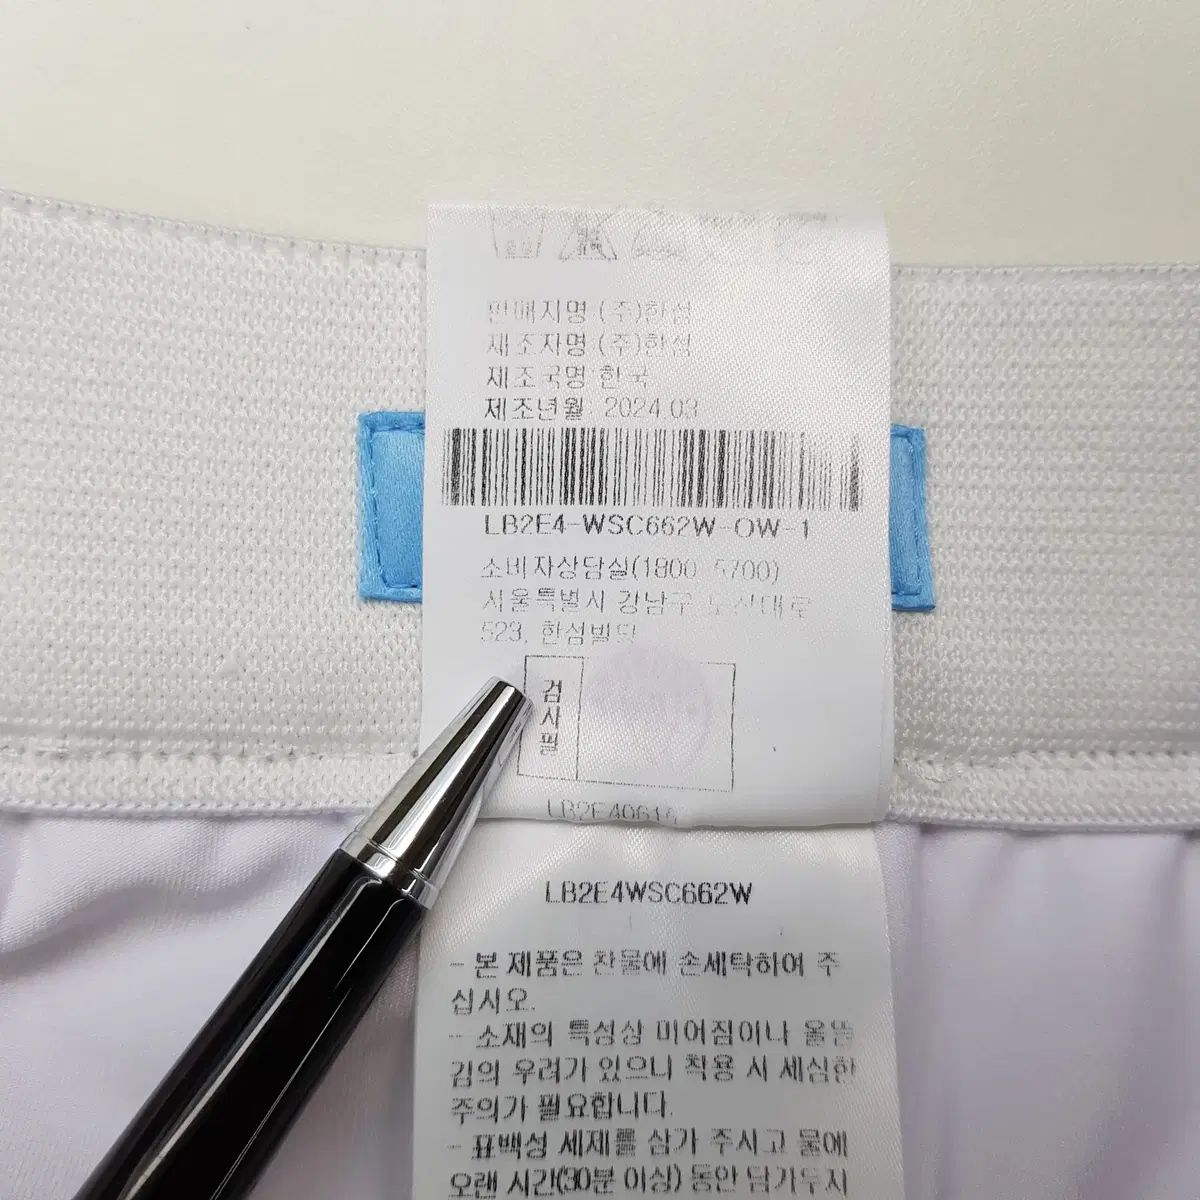 판매자명:(주)한섬
제조자명:(주)한섬
제조국명:한국
제조년월: 2024.03
LB2E4-WSC662W-OW-1
소비자상담실(1800-5700)
서울특별시 강남구 도산대로
523, 한섬빌딩
검사필
LB2E4061
LB2E4WSC662W
- 본 제품은 찬물에 손세탁하여 주
십시오.
- 소재의 특성상 미어짐이나 올뜯
김의 우려가 있으니 착용 시 세심한
주의가 필요합니다.
- 표백성 세제를 삼가 주시고 물에
오랜 시간(30분 이상) 동안 담가두지